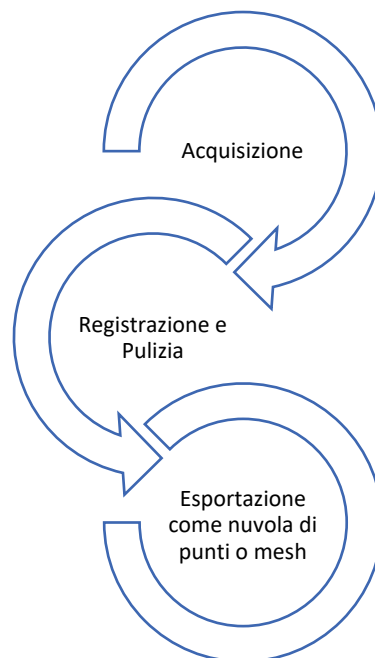 Acquisizione
Registrazione e
Pulizia
Esportazione
come nuvola di
punti o mesh